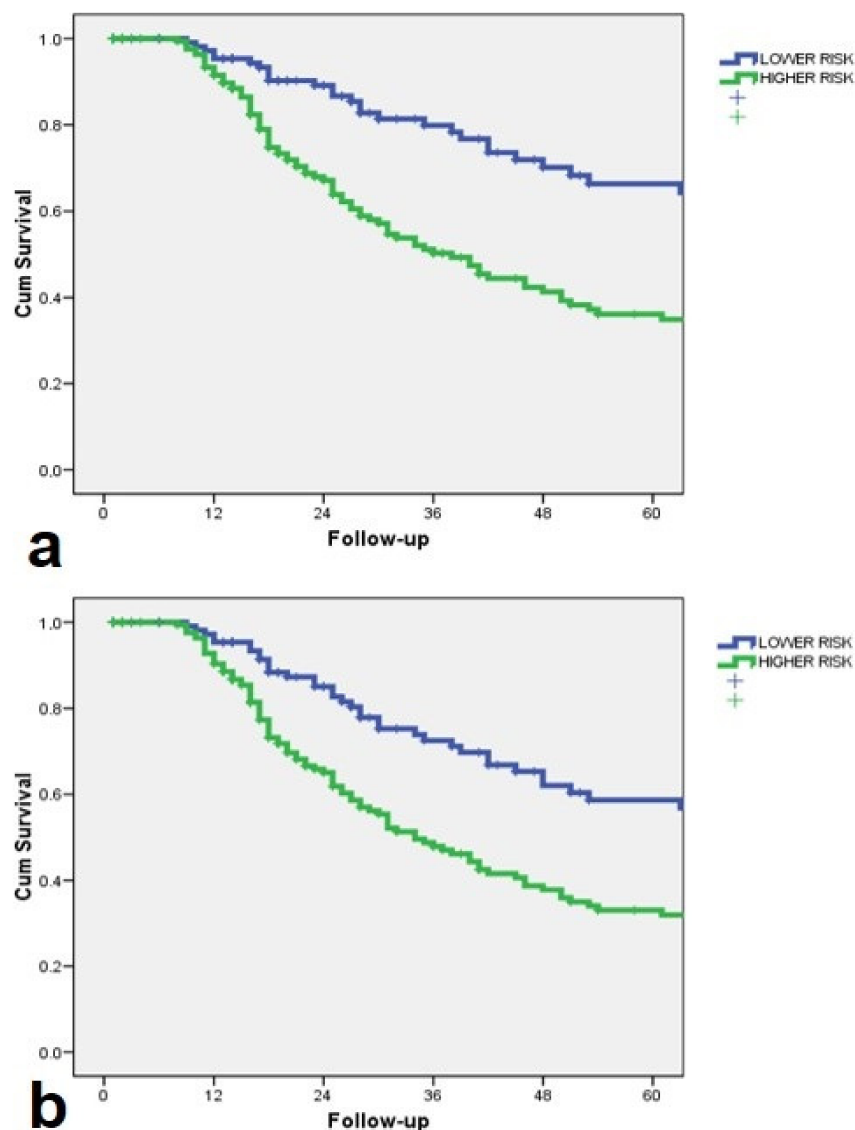 1.0
0.8
0.6
0.4
0.2
0.0
Cum Survival
0 12 24 36 48 60
Follow-up
LOWER RISK
HIGHER RISK
a
1.0
0.8
0.6
0.4
0.2
0.0
Cum Survival
0 12 24 36 48 60
Follow-up
LOWER RISK
HIGHER RISK
b